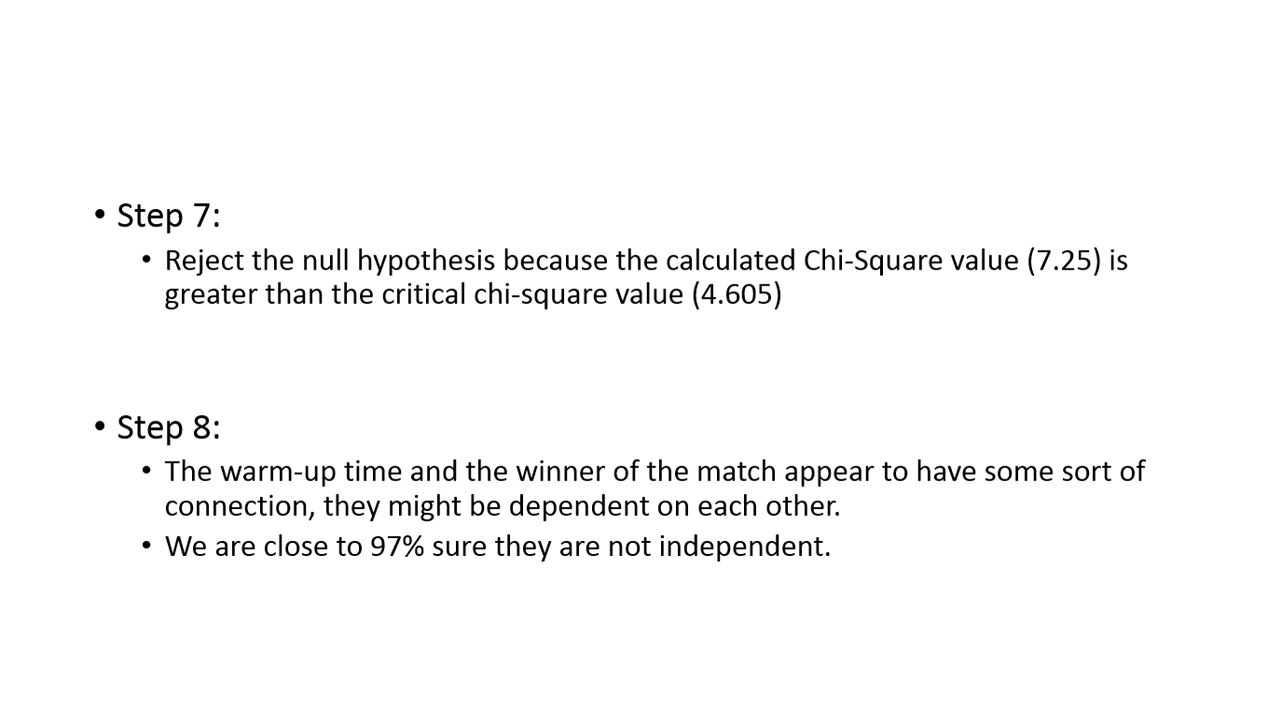 • Step 7:
• Reject the null hypothesis because the calculated Chi-Square value (7.25) is
greater than the critical chi-square value (4.605)
• Step 8:
• The warm-up time and the winner of the match appear to have some sort of
connection, they might be dependent on each other.
• We are close to 97% sure they are not independent.